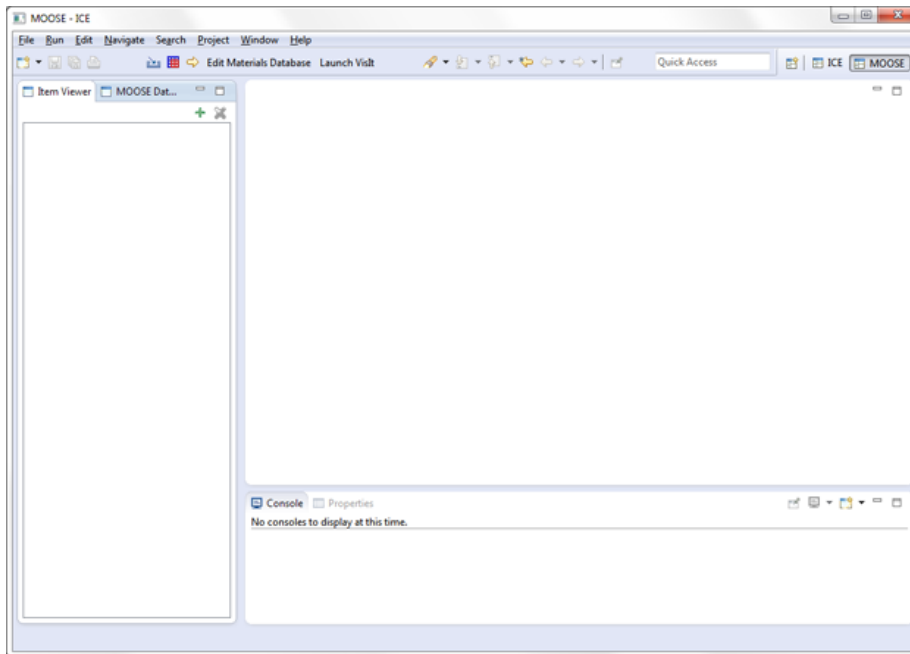 MOOSE - ICE
File Run Edit Navigate Search Project Window Help
Edit Materials Database Launch VisIt Quick Access ICE MOOSE
Item Viewer MOOSE Dat...
Console Properties
No consoles to display at this time.